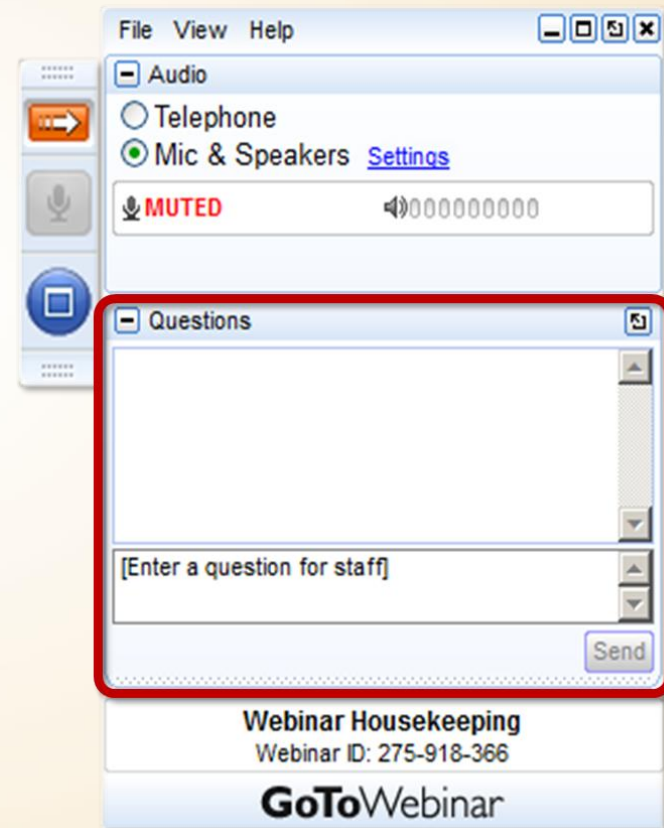 File View Help
Audio
Telephone
Mic & Speakers Settings
MUTED 000000000
Questions
[Enter a question for staff]
Send
Webinar Housekeeping
Webinar ID: 275-918-366
GoToWebinar